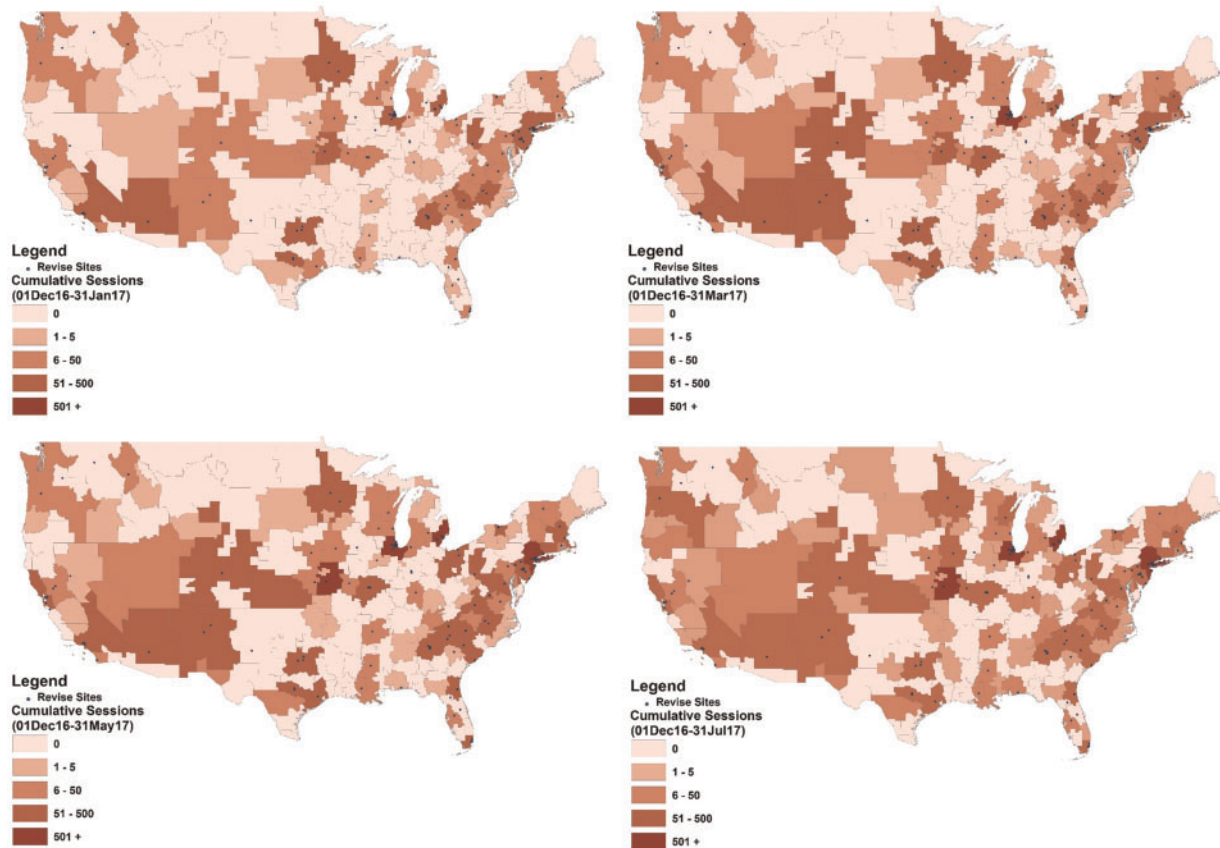 Legend
Revise Sites
Cumulative Sessions
(01Dec16-31Jan17)
0
1 - 5
6 - 50
51 - 500
501 +
Legend
Revise Sites
Cumulative Sessions
(01Dec16-31Mar17)
0
1 - 5
6 - 50
51 - 500
501 +
Legend
Revise Sites
Cumulative Sessions
(01Dec16-31May17)
0
1 - 5
6 - 50
51 - 500
501 +
Legend
Revise Sites
Cumulative Sessions
(01Dec16-31Jul17)
0
1 - 5
6 - 50
51 - 500
501 +